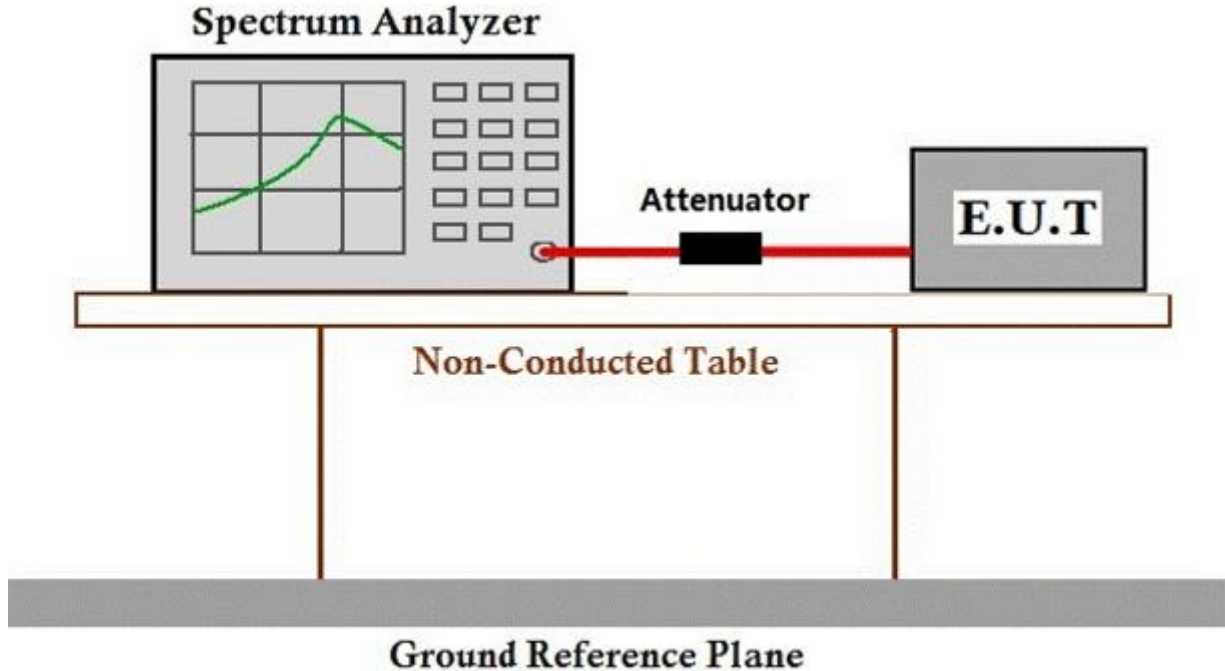 Spectrum Analyzer
Attenuator
E.U.T
Non-Conducted Table
Ground Reference Plane